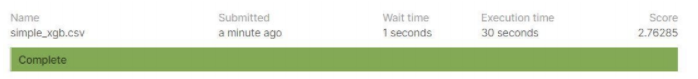 Name Submitted Wait time Execution time Score
simple_xgb.csv a minute ago 1 seconds 30 seconds 2.76285
Complete